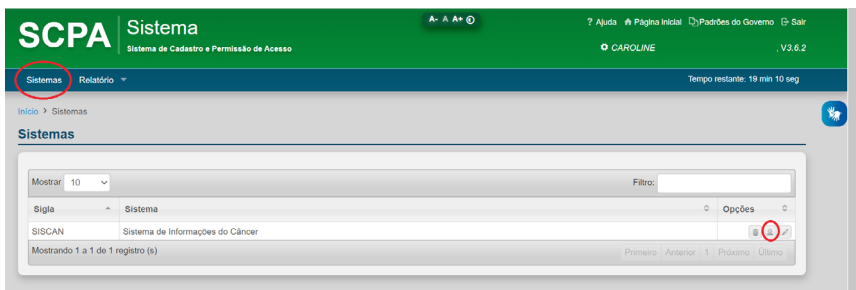 SCPA Sistema
Sistema de Cadastro e Permissão de Acesso
A- A A+
? Ajuda Página Inicial Padrões do Governo Sair
CAROLINE , V3.6.2
Sistemas Relatório Tempo restante: 19 min 10 seg
Início > Sistemas
Sistemas
Mostrar 10 Filtro:
Sigla Sistema Opções
SISCAN Sistema de Informações do Câncer
Mostrando 1 a 1 de 1 registro (s) Primeiro Anterior 1 Próximo Último